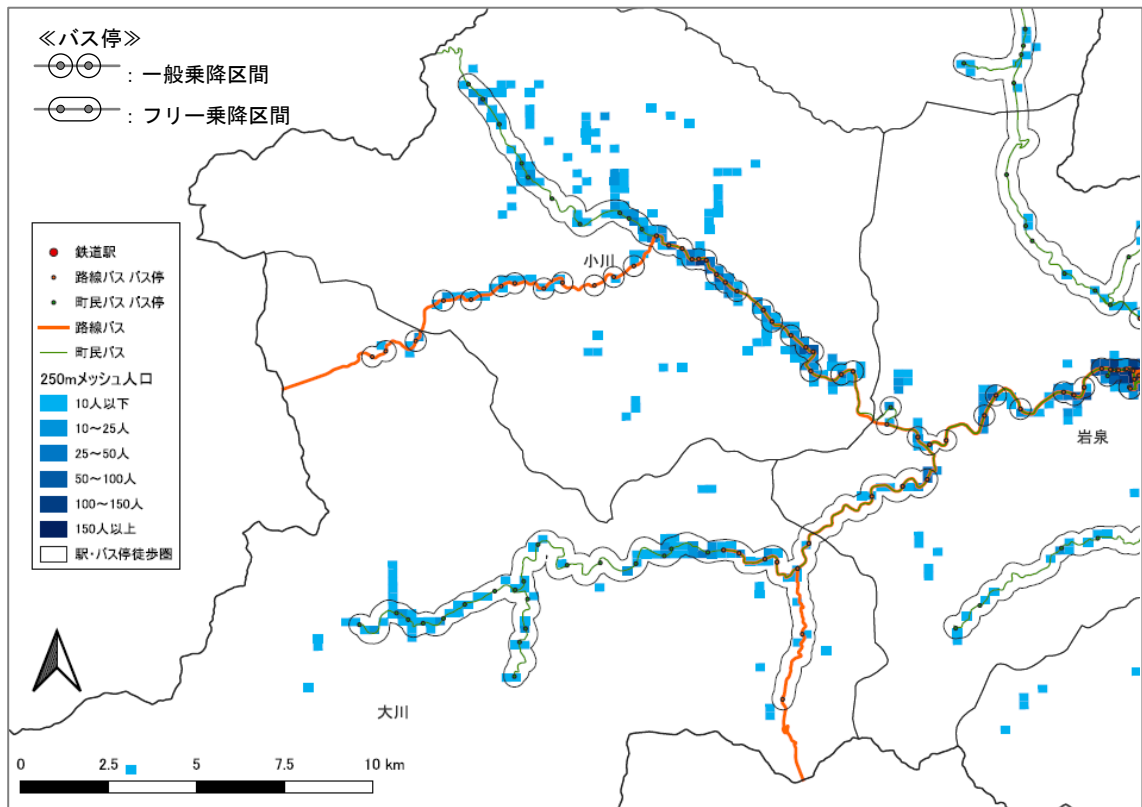 ≪バス停≫
：一般乗降区間
：フリー乗降区間
鉄道駅
路線バス バス停
町民バス バス停
路線バス
町民バス
250mメッシュ人口
10人以下
10～25人
25～50人
50～100人
100～150人
150人以上
駅・バス停徒歩圏
小川
岩泉
大川
0 2.5 5 7.5 10 km